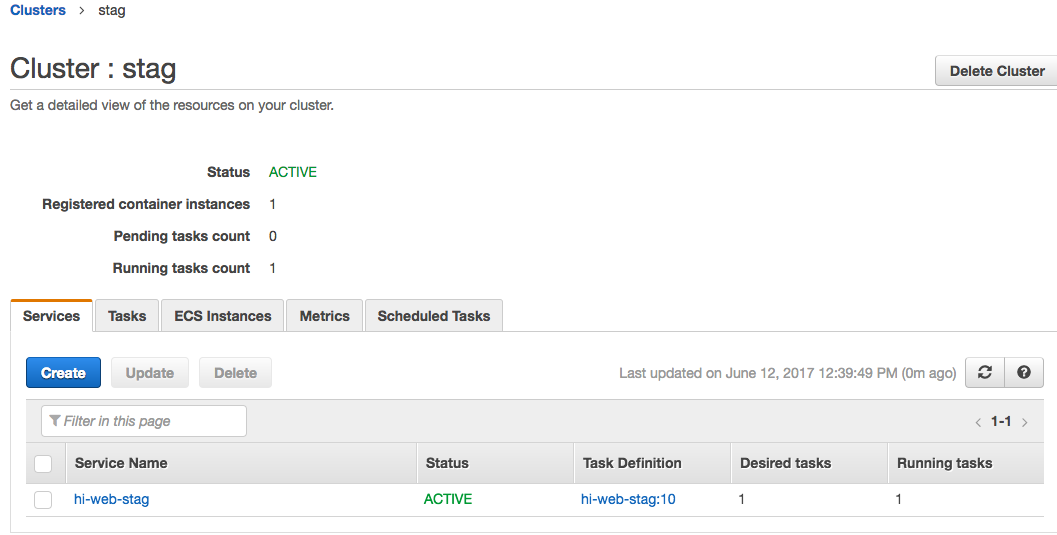 Clusters > stag
Cluster : stag
Delete Cluster
Get a detailed view of the resources on your cluster.
Status ACTIVE
Registered container instances 1
Pending tasks count 0
Running tasks count 1
Services Tasks ECS Instances Metrics Scheduled Tasks
Create Update Delete Last updated on June 12, 2017 12:39:49 PM (0m ago) ?
Filter in this page < 1-1 >
Service Name Status Task Definition Desired tasks Running tasks
hi-web-stag ACTIVE hi-web-stag:10 1 1